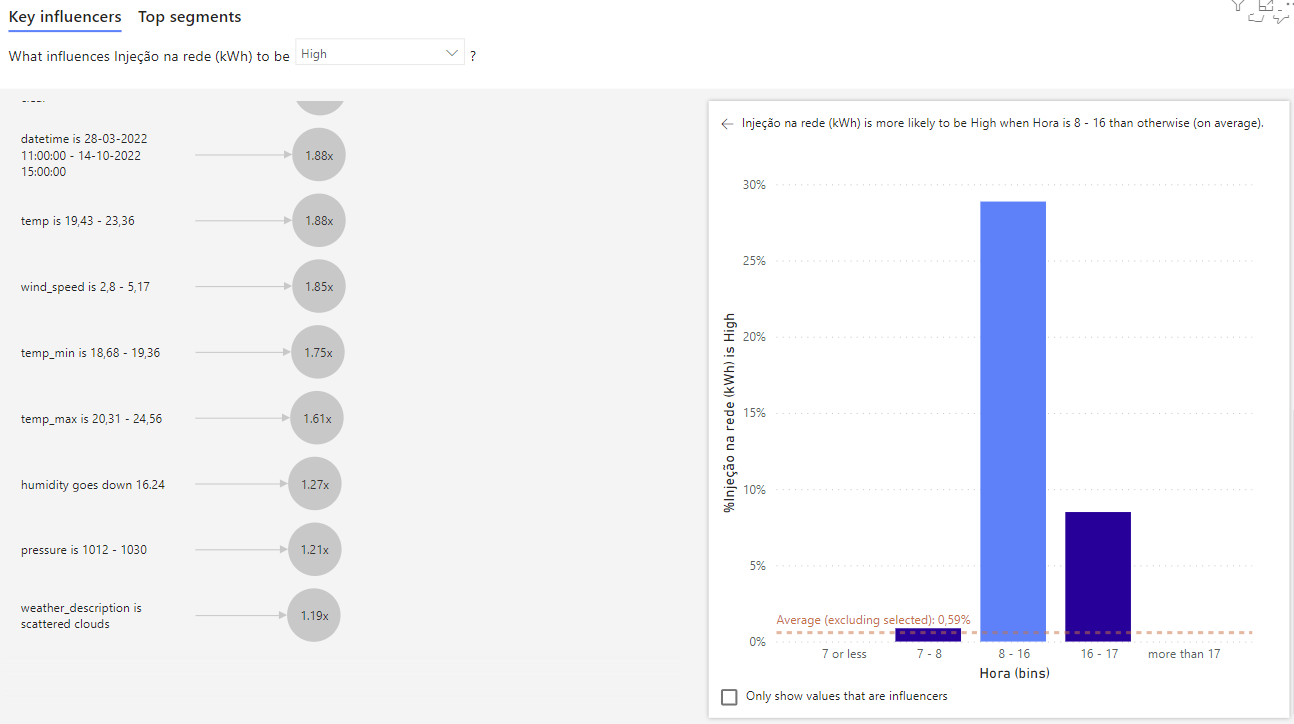 Key influencers Top segments
What influences Injeção na rede (kWh) to be High ?
datetime is 28-03-2022
11:00:00 - 14-10-2022
15:00:00
1.88x
temp is 19,43 - 23,36
1.88x
wind_speed is 2,8 - 5,17
1.85x
temp_min is 18,68 - 19,36
1.75x
temp_max is 20,31 - 24,56
1.61x
humidity goes down 16.24
1.27x
pressure is 1012 - 1030
1.21x
weather_description is
scattered clouds
1.19x
Injeção na rede (kWh) is more likely to be High when Hora is 8 - 16 than otherwise (on average).
%Injeção na rede (kWh) is High
30%
25%
20%
15%
10%
5%
0%
Average (excluding selected): 0,59%
7 or less 7 - 8 8 - 16 16 - 17 more than 17
Hora (bins)
Only show values that are influencers